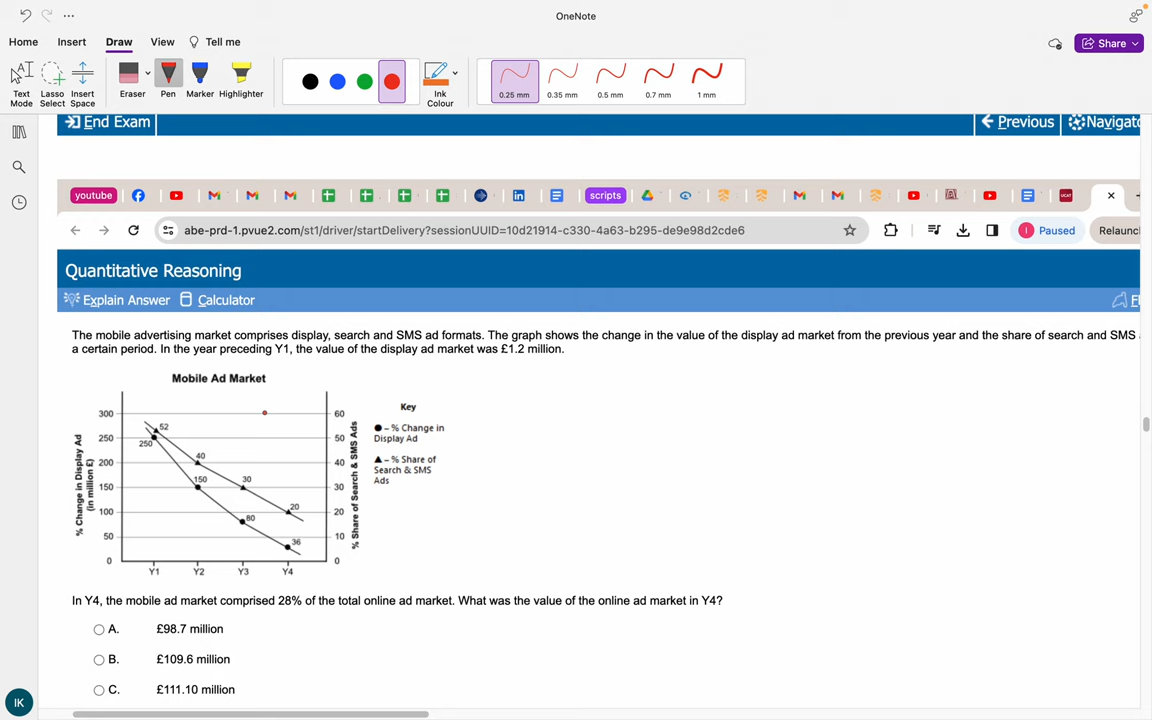 OneNote
Home Insert Draw View Tell me
Share
Text Mode
Lasso Select
Insert Space
Eraser
Pen
Marker
Highlighter
Ink Colour
0.25 mm
0.35 mm
0.5 mm
0.7 mm
1 mm
End Exam
Previous
Navigato
youtube
scripts
abe-prd-1.pvue2.com/st1/driver/startDelivery?sessionUUID=10d21914-c330-4a63-b295-de9e98d2cde6
Paused
Relaunc
Quantitative Reasoning
Explain Answer Calculator
The mobile advertising market comprises display, search and SMS ad formats. The graph shows the change in the value of the display ad market from the previous year and the share of search and SMS
a certain period. In the year preceding Y1, the value of the display ad market was £1.2 million.
Mobile Ad Market
% Change in Display Ad
(in million £)
300
250
200
150
100
50
0
250
52
150
40
80
30
36
20
Y1 Y2 Y3 Y4
60
50
40
30
20
10
0
% Share of Search & SMS Ads
Key
– % Change in
Display Ad
– % Share of
Search & SMS
Ads
In Y4, the mobile ad market comprised 28% of the total online ad market. What was the value of the online ad market in Y4?
A. £98.7 million
B. £109.6 million
C. £111.10 million
IK